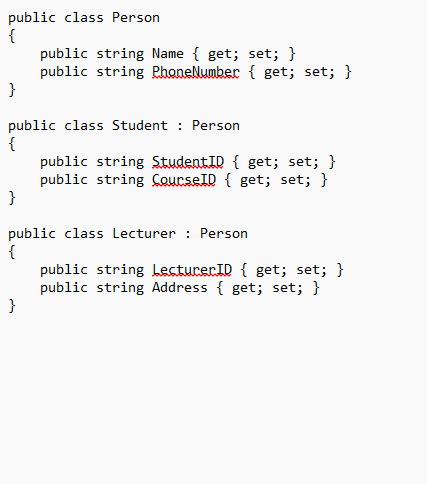 public class Person
{
    public string Name { get; set; }
    public string PhoneNumber { get; set; }
}

public class Student : Person
{
    public string StudentID { get; set; }
    public string CourseID { get; set; }
}

public class Lecturer : Person
{
    public string LecturerID { get; set; }
    public string Address { get; set; }
}